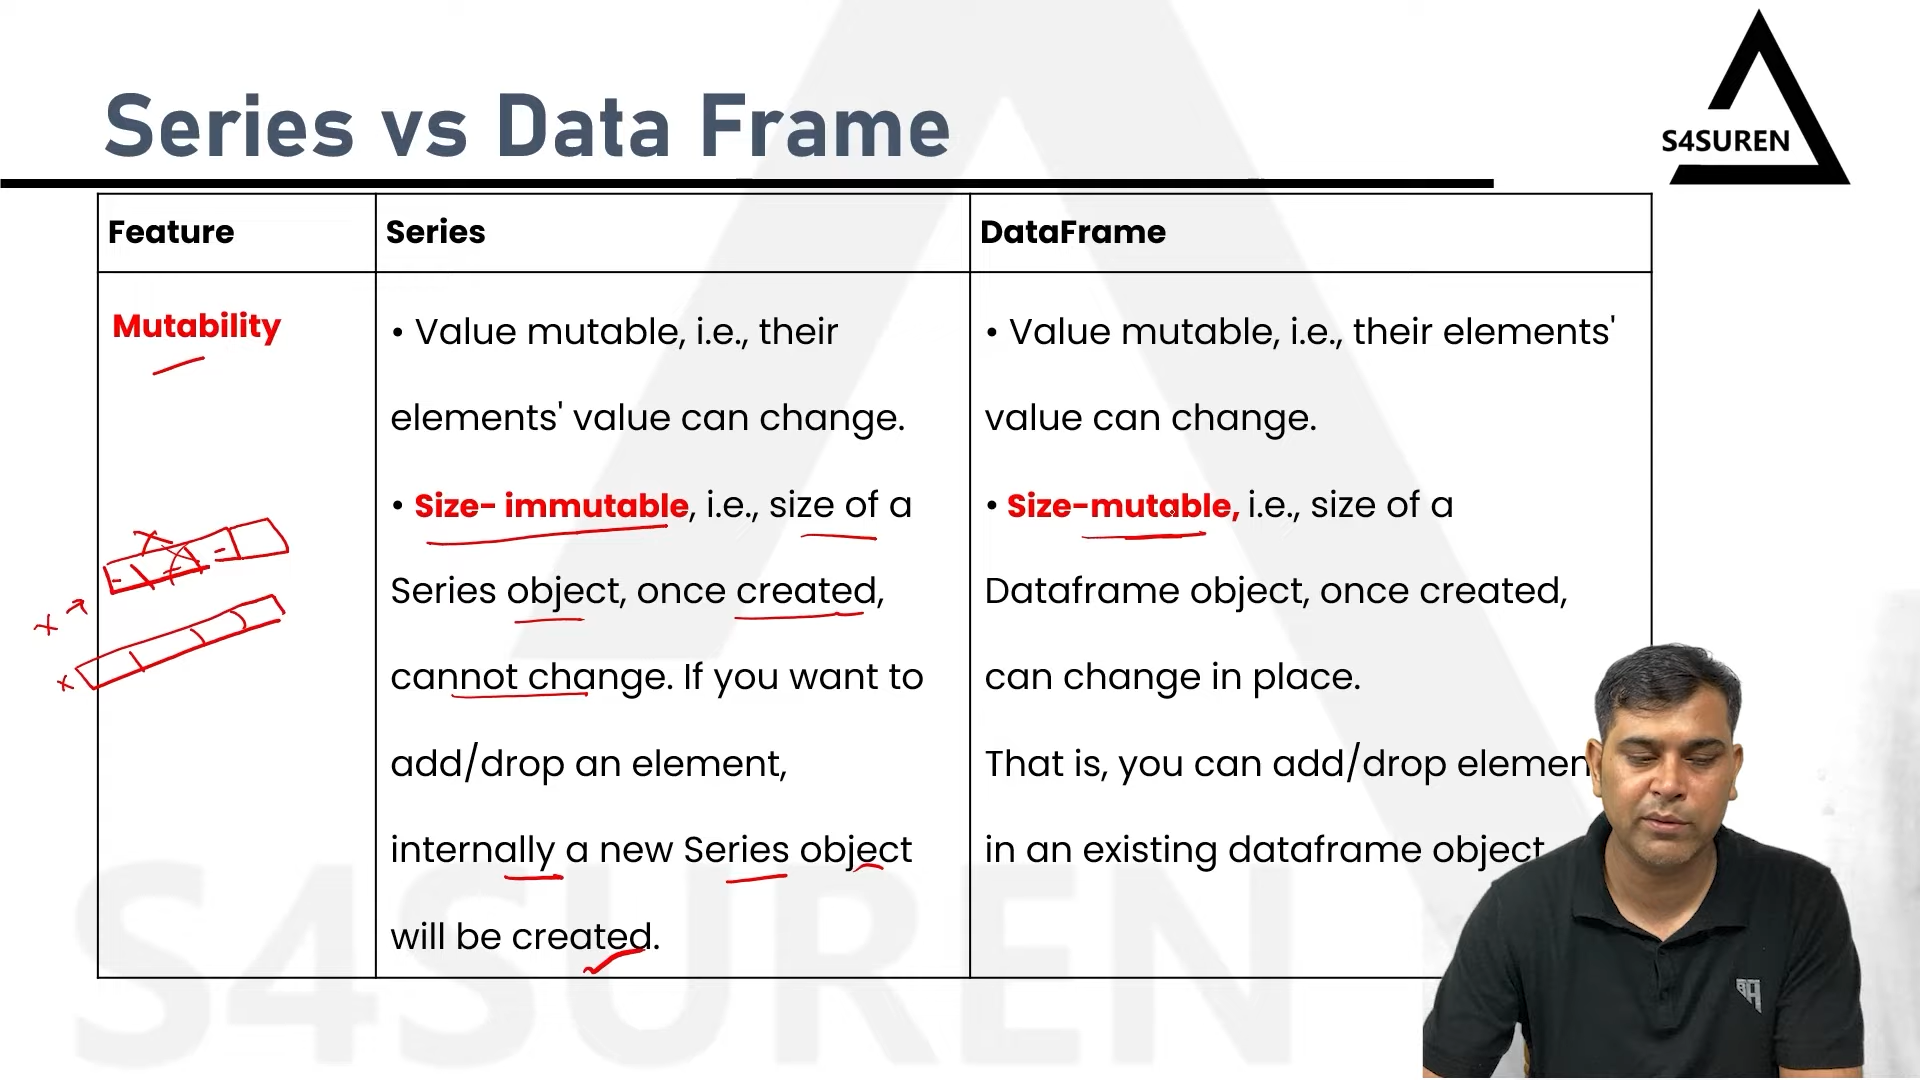 Series vs Data Frame
S4SUREN
Feature
Series
DataFrame
Mutability
• Value mutable, i.e., their
elements' value can change.
• Size- immutable, i.e., size of a
Series object, once created,
cannot change. If you want to
add/drop an element,
internally a new Series object
will be created.
• Value mutable, i.e., their elements'
value can change.
• Size-mutable, i.e., size of a
Dataframe object, once created,
can change in place.
That is, you can add/drop elemen
in an existing dataframe object
x
x
S4SUREN